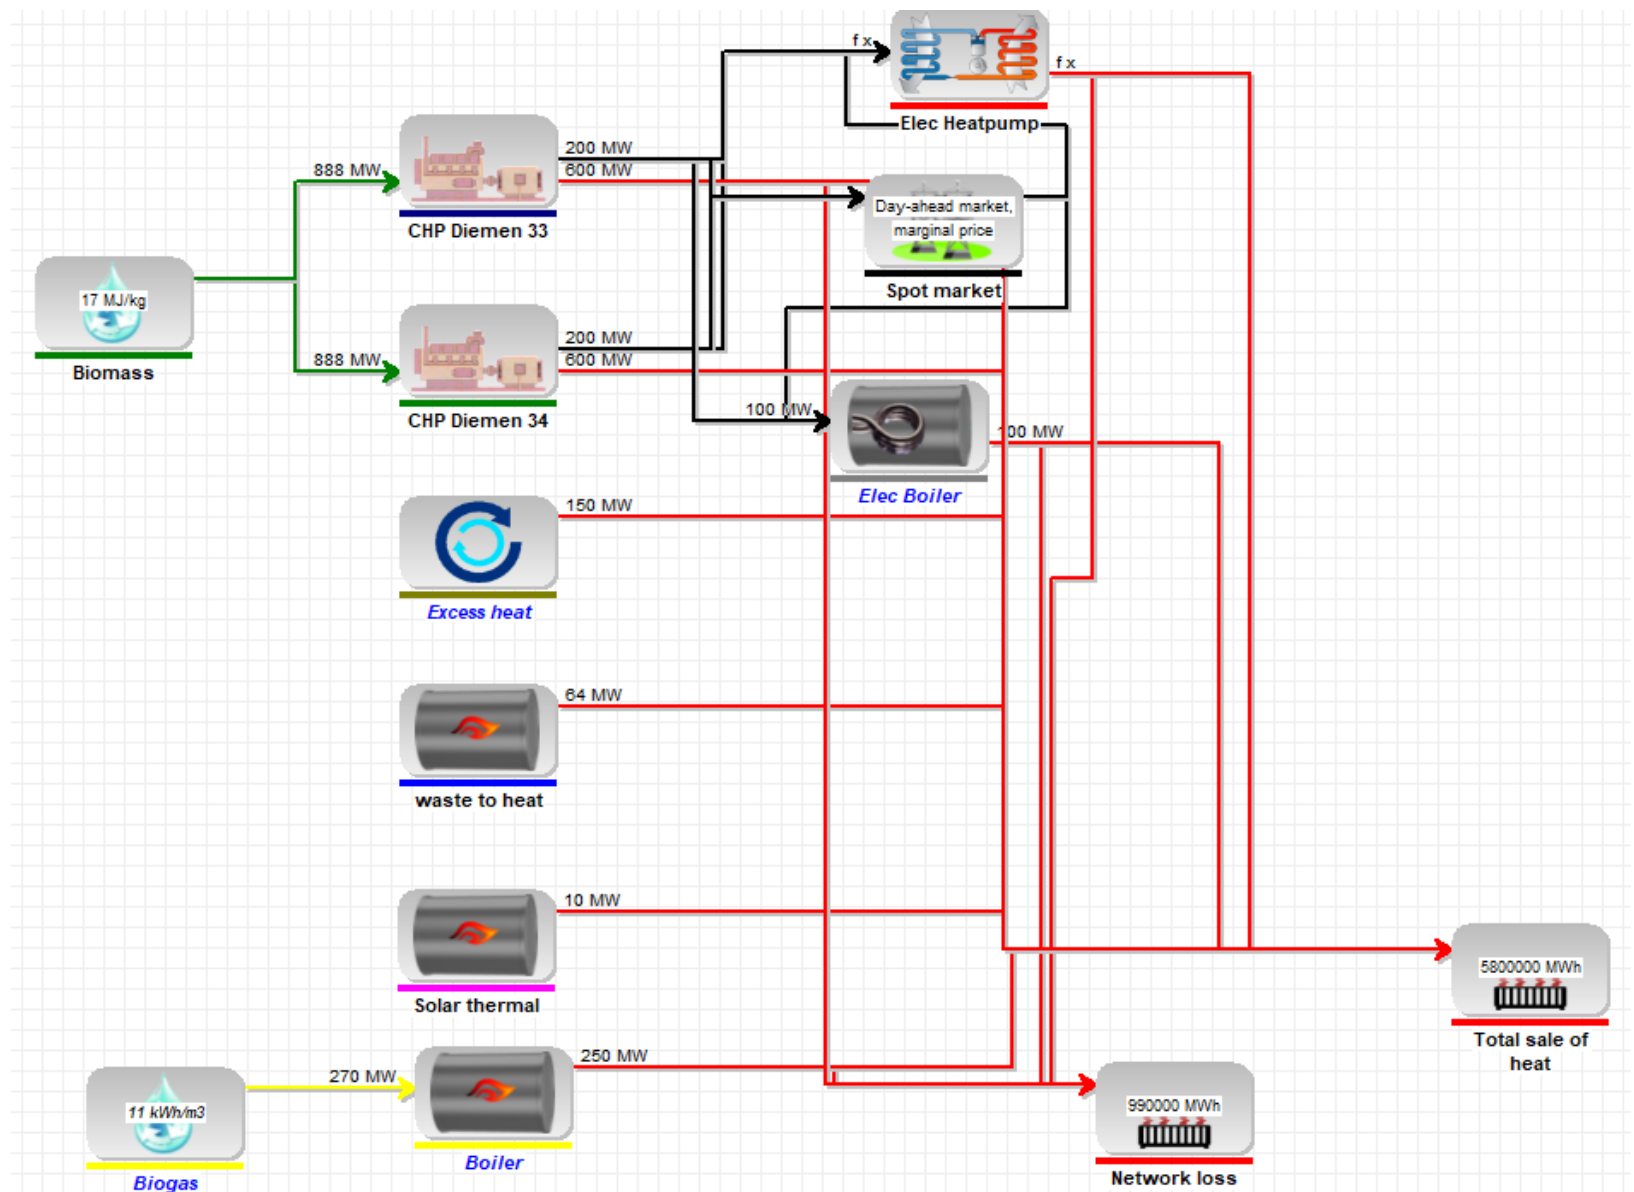 f x
f x
Elec Heatpump
200 MW
600 MW
888 MW
CHP Diemen 33
Day-ahead market,
marginal price
Spot market
17 MJ/kg
Biomass
200 MW
600 MW
888 MW
CHP Diemen 34
100 MW
100 MW
Elec Boiler
150 MW
Excess heat
64 MW
waste to heat
10 MW
Solar thermal
5800000 MWh
Total sale of
heat
250 MW
270 MW
11 kWh/m3
Biogas
Boiler
990000 MWh
Network loss